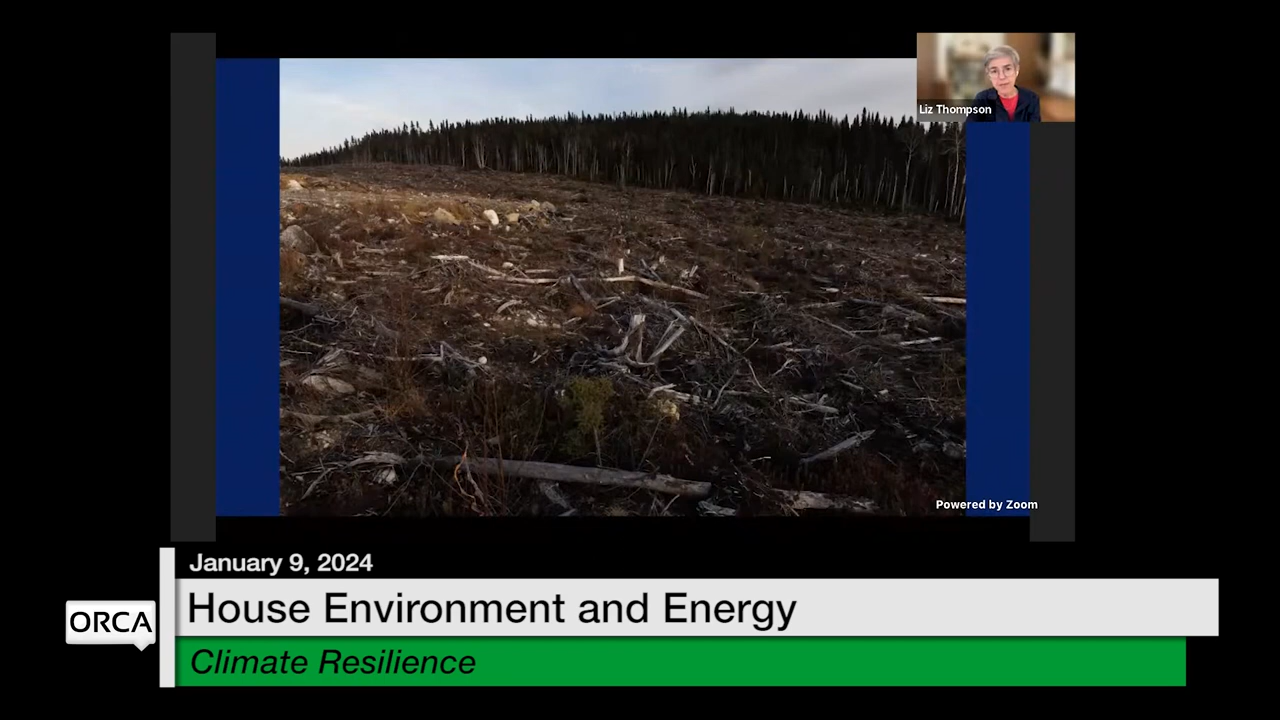 Liz Thompson
Powered by Zoom
January 9, 2024
House Environment and Energy
ORCA
Climate Resilience